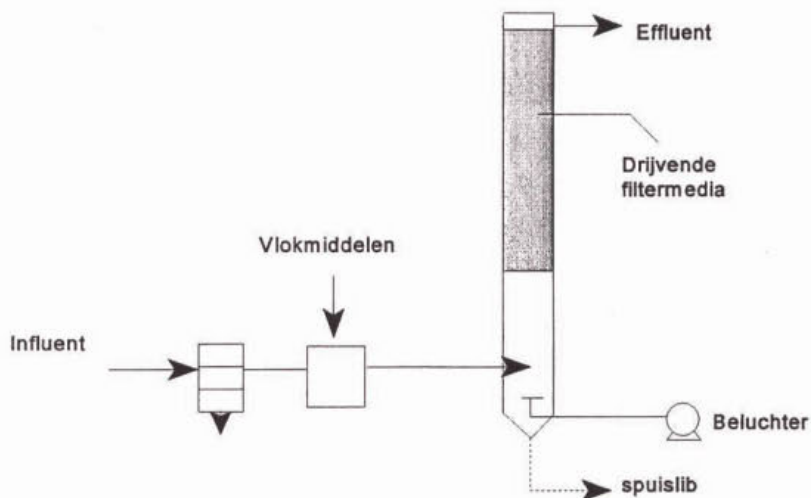 Effluent
Drijvende
filtermedia
Vlokmiddelen
Influent
Beluchter
spuislib